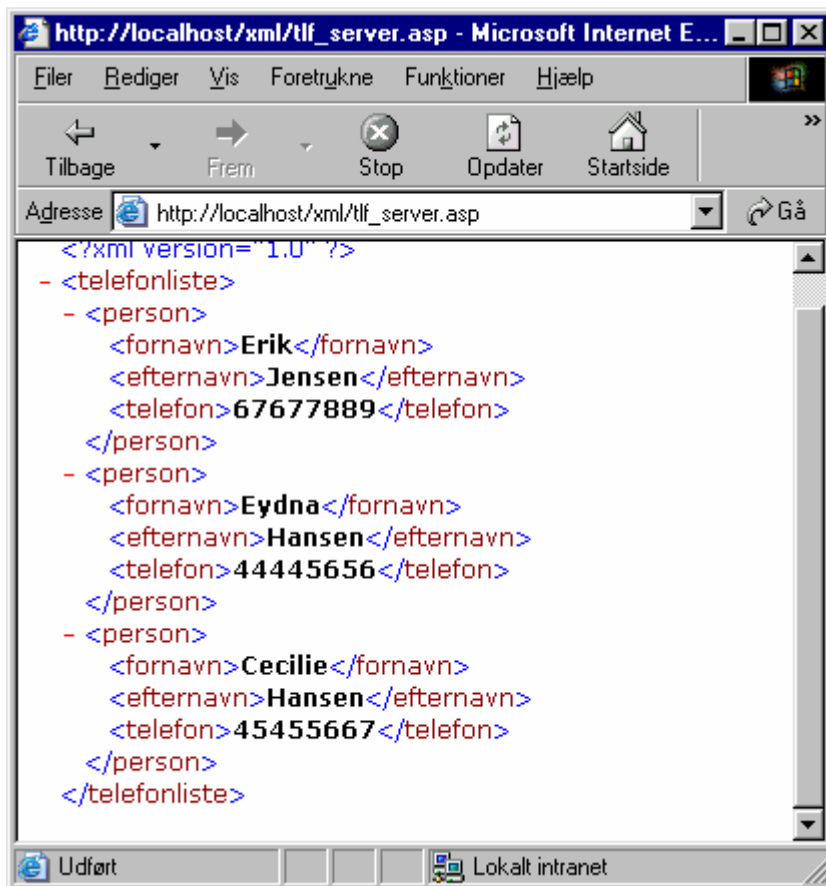 http://localhost/xml/tlf_server.asp - Microsoft Internet E...
Filer Rediger Vis Foretrukne Funktioner Hjælp
Tilbage Frem Stop Opdater Startside »
Adresse http://localhost/xml/tlf_server.asp Gå
<?xml version="1.0" ?>
- <telefonliste>
- <person>
<fornavn>Erik</fornavn>
<efternavn>Jensen</efternavn>
<telefon>67677889</telefon>
</person>
- <person>
<fornavn>Eydna</fornavn>
<efternavn>Hansen</efternavn>
<telefon>44445656</telefon>
</person>
- <person>
<fornavn>Cecilie</fornavn>
<efternavn>Hansen</efternavn>
<telefon>45455667</telefon>
</person>
</telefonliste>
Udført Lokalt intranet